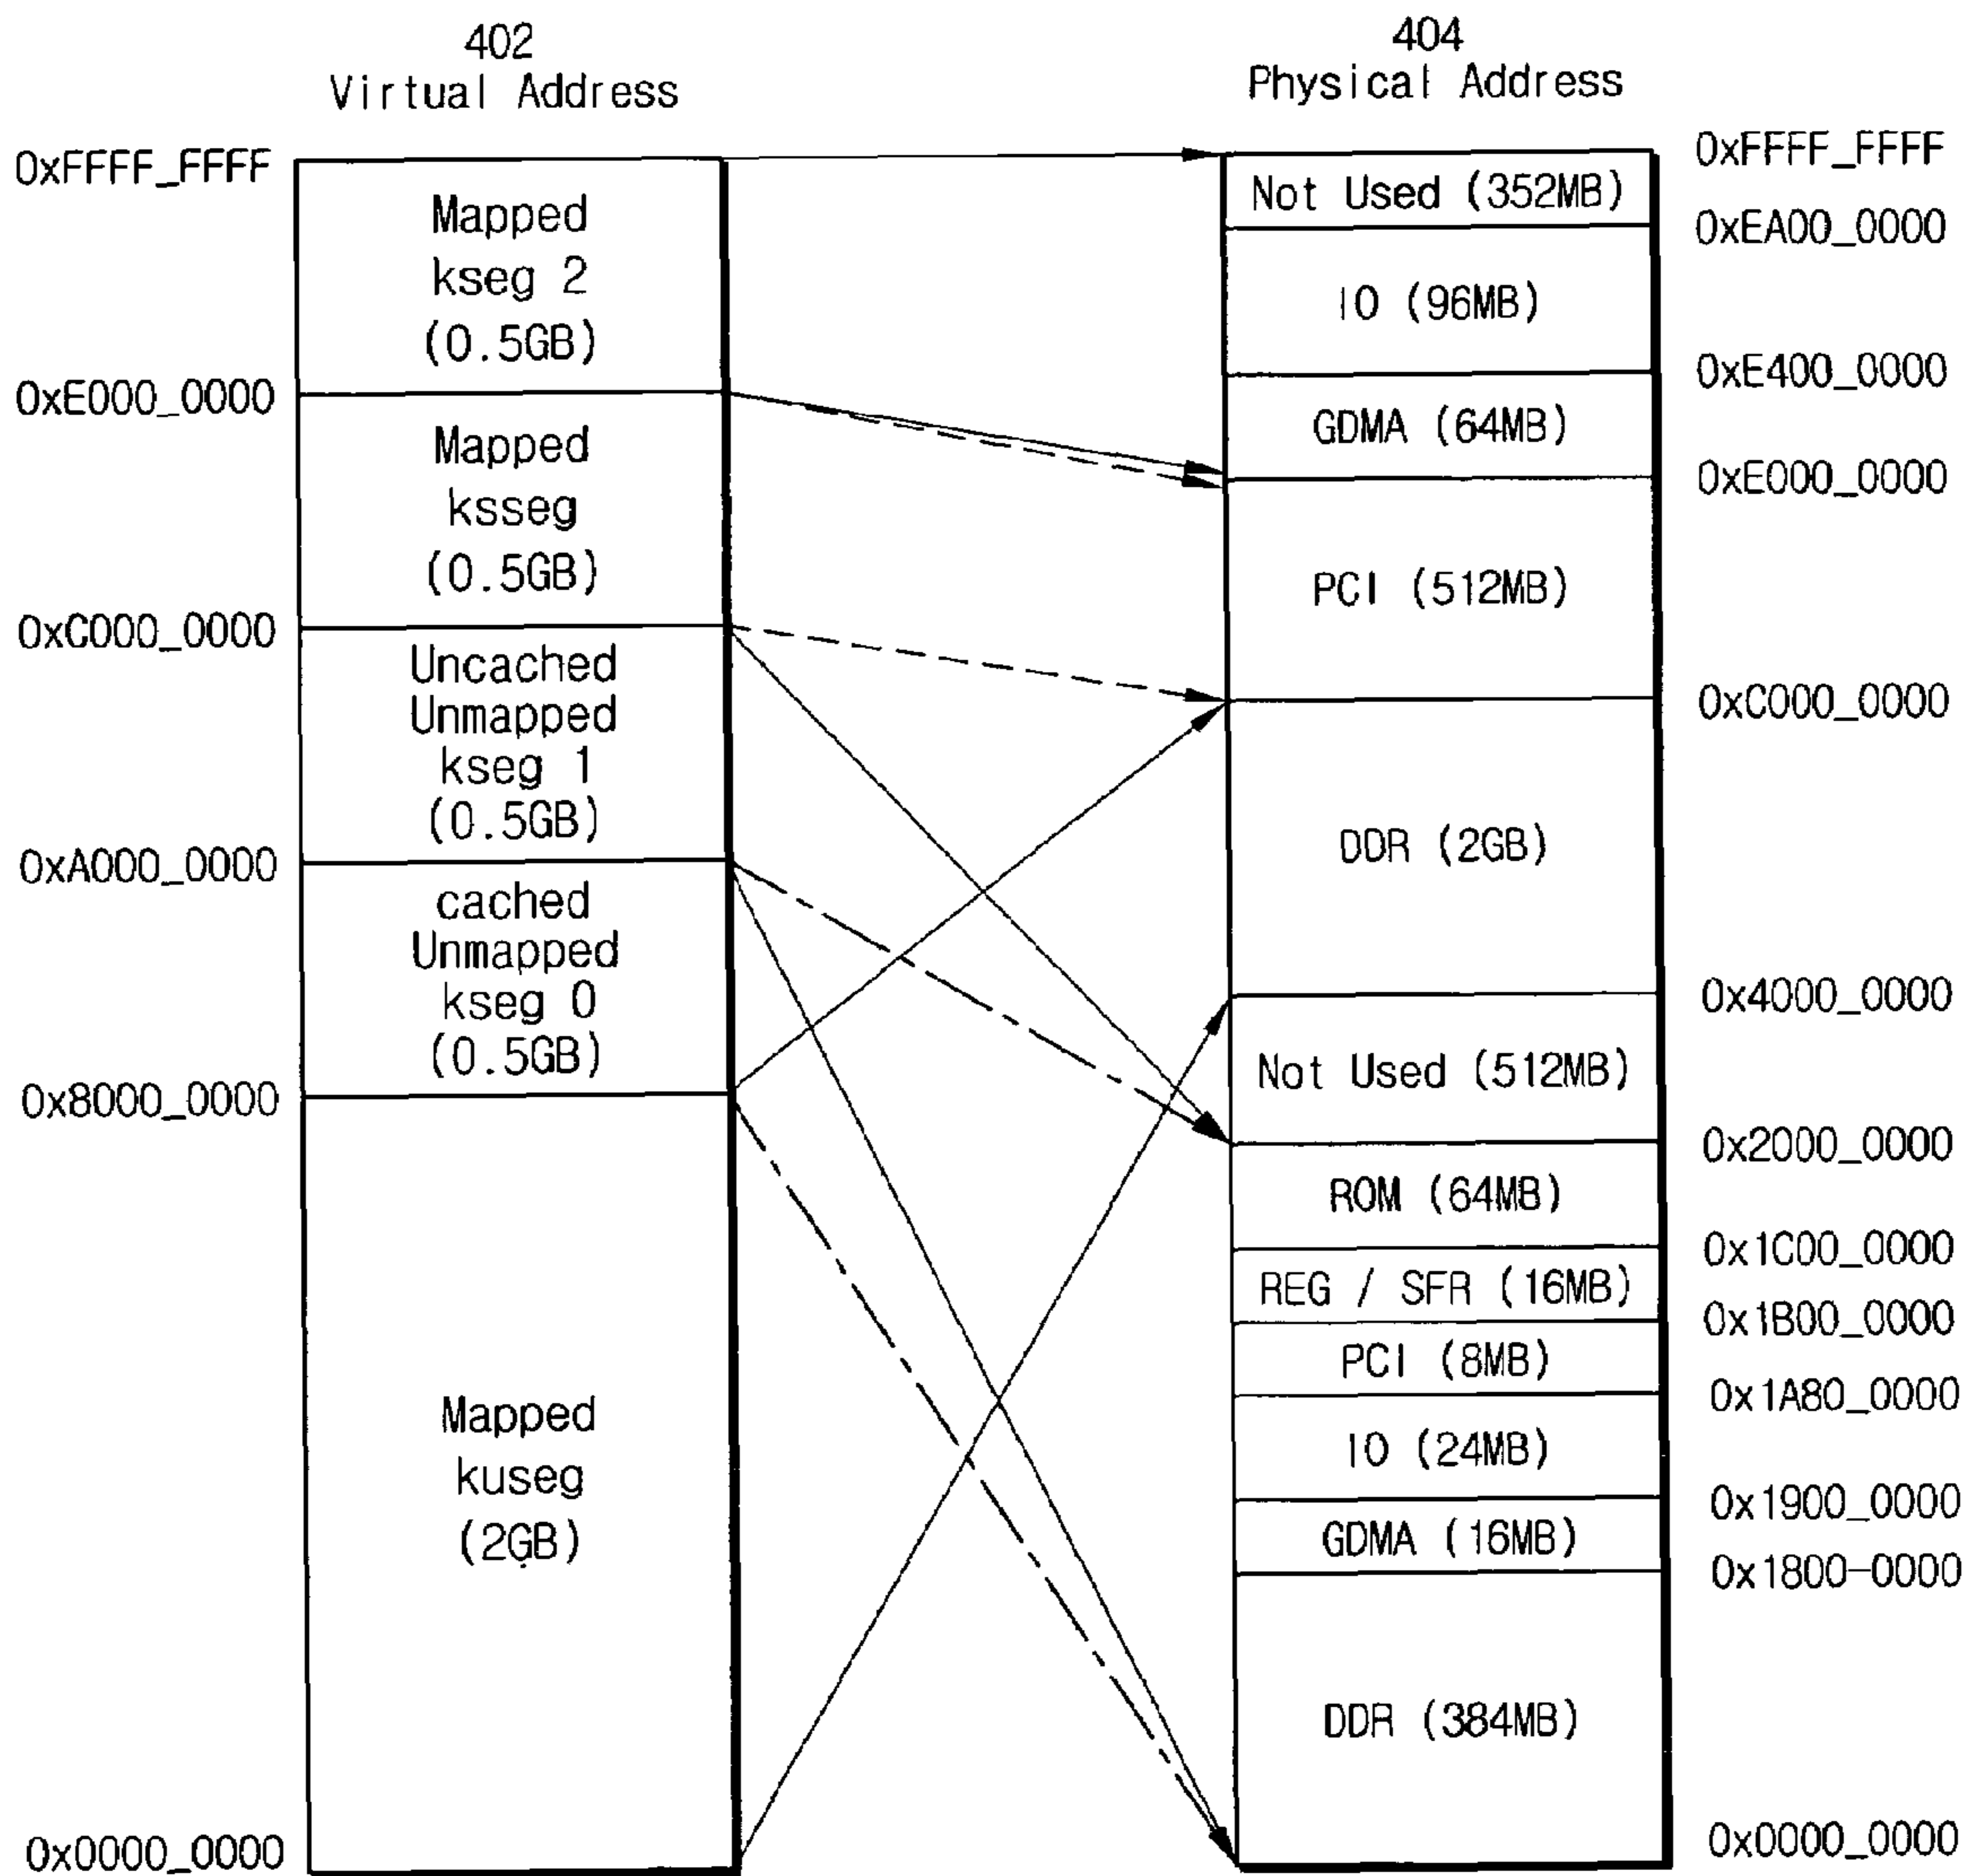 402
Virtual Address
0xFFFF_FFFF
Mapped
kseg 2
(0.5GB)
0xE000_0000
Mapped
ksseg
(0.5GB)
0xC000_0000
Uncached
Unmapped
kseg 1
(0.5GB)
0xA000_0000
cached
Unmapped
kseg 0
(0.5GB)
0x8000_0000
Mapped
kuseg
(2GB)
0x0000_0000
404
Physical Address
0xFFFF_FFFF
Not Used (352MB)
0xEA00_0000
IO (96MB)
0xE400_0000
GDMA (64MB)
0xE000_0000
PCI (512MB)
0xC000_0000
DDR (2GB)
0x4000_0000
Not Used (512MB)
0x2000_0000
ROM (64MB)
0x1C00_0000
REG / SFR (16MB)
0x1B00_0000
PCI (8MB)
0x1A80_0000
IO (24MB)
0x1900_0000
GDMA (16MB)
0x1800-0000
DDR (384MB)
0x0000_0000